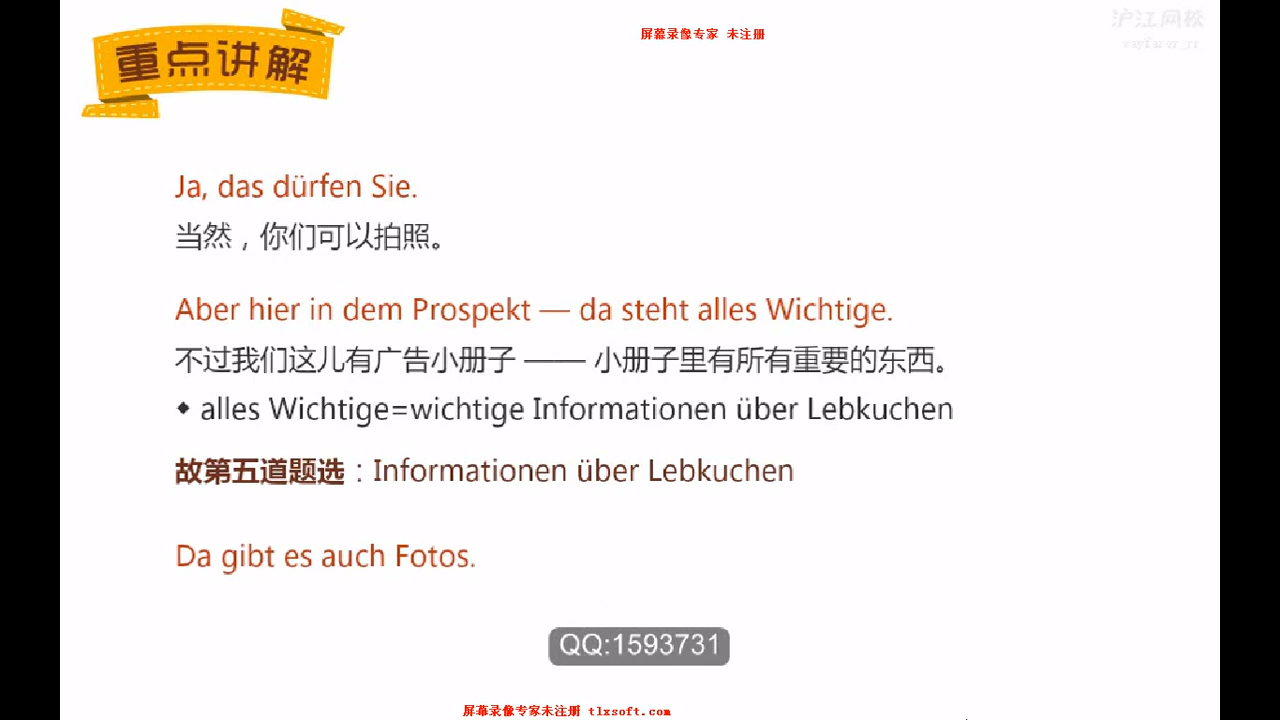 屏幕录像专家 未注册
沪江网校
重点讲解
Ja, das dürfen Sie.
当然，你们可以拍照。
Aber hier in dem Prospekt — da steht alles Wichtige.
不过我们这儿有广告小册子 —— 小册子里有所有重要的东西。
◆ alles Wichtige=wichtige Informationen über Lebkuchen
故第五道题选：Informationen über Lebkuchen
Da gibt es auch Fotos.
QQ:1593731
屏幕录像专家未注册 tlxsoft.com